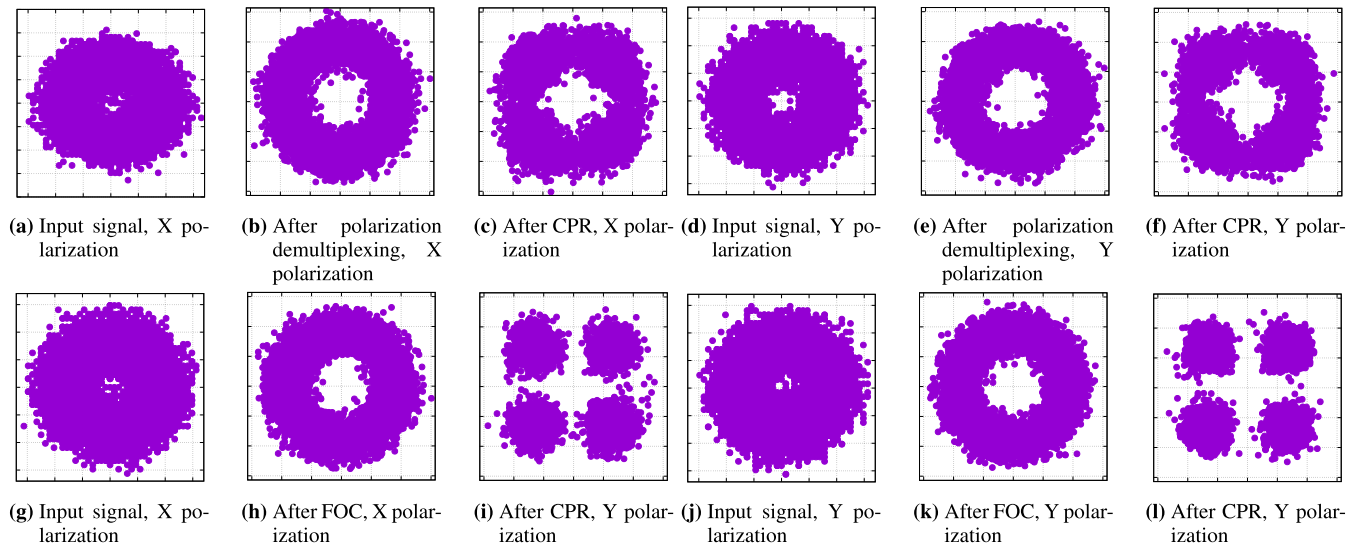 (a) Input signal, X po-
larization
(b) After polarization
demultiplexing, X
polarization
(c) After CPR, X polar-
ization
(d) Input signal, Y po-
larization
(e) After polarization
demultiplexing, Y
polarization
(f) After CPR, Y polar-
ization
(g) Input signal, X po-
larization
(h) After FOC, X polar-
ization
(i) After CPR, Y polar-
ization
(j) Input signal, Y po-
larization
(k) After FOC, Y polar-
ization
(l) After CPR, Y polar-
ization